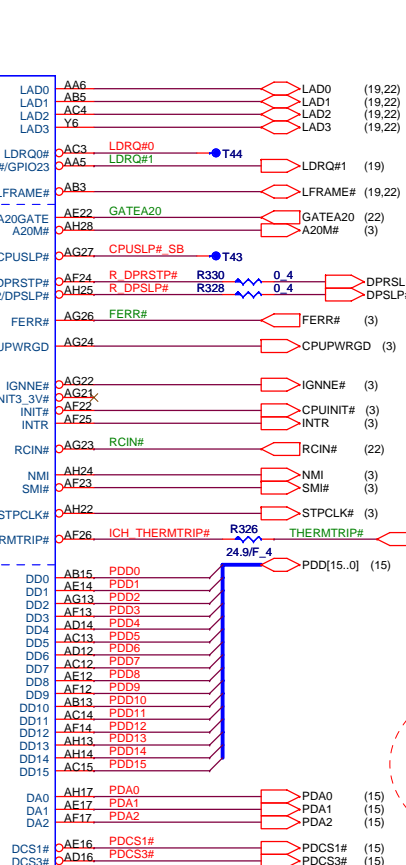 LAD0 AA6 LAD0 (19,22)
LAD1 AB5 LAD1 (19,22)
LAD2 AC4 LAD2 (19,22)
LAD3 Y6 LAD3 (19,22)
LDRQ0# AC3 LDRQ#0 T44
#/GPIO23 AA5 LDRQ#1 LDRQ#1 (19)
LFRAME# AB3 LFRAME# (19,22)
A20GATE AE22 GATEA20 GATEA20 (22)
A20M# AH28 A20M# (3)
CPUSLP# AG27 CPUSLP#_SB T43
DPRSTP# AF24 R_DPRSTP# R330 0_4 DPRSL
/DPSLP# AH25 R_DPSLP# R328 0_4 DPSLP#
FERR# AG26 FERR# FERR# (3)
UPWRGD AG24 CPUPWRGD (3)
IGNNE# AG22 IGNNE# (3)
NIT3_3V# AG21
INIT# AF22 CPUINIT# (3)
INTR AF25 INTR (3)
RCIN# AG23 RCIN# RCIN# (22)
NMI AH24 NMI (3)
SMI# AF23 SMI# (3)
STPCLK# AH22 STPCLK# (3)
RMTRIP# AF26 ICH_THERMTRIP# R326 THERMTRIP#
24.9/F_4
PDD[15..0] (15)
DD0 AB15 PDD0
DD1 AE14 PDD1
DD2 AG13 PDD2
DD3 AF13 PDD3
DD4 AD14 PDD4
DD5 AC13 PDD5
DD6 AD12 PDD6
DD7 AC12 PDD7
DD8 AE12 PDD8
DD9 AF12 PDD9
DD10 AB13 PDD10
DD11 AC14 PDD11
DD12 AF14 PDD12
DD13 AH13 PDD13
DD14 AH14 PDD14
DD15 AC15 PDD15
DA0 AH17 PDA0 PDA0 (15)
DA1 AE17 PDA1 PDA1 (15)
DA2 AF17 PDA2 PDA2 (15)
DCS1# AE16 PDCS1# PDCS1# (15)
DCS3# AD16 PDCS3# PDCS3# (15)